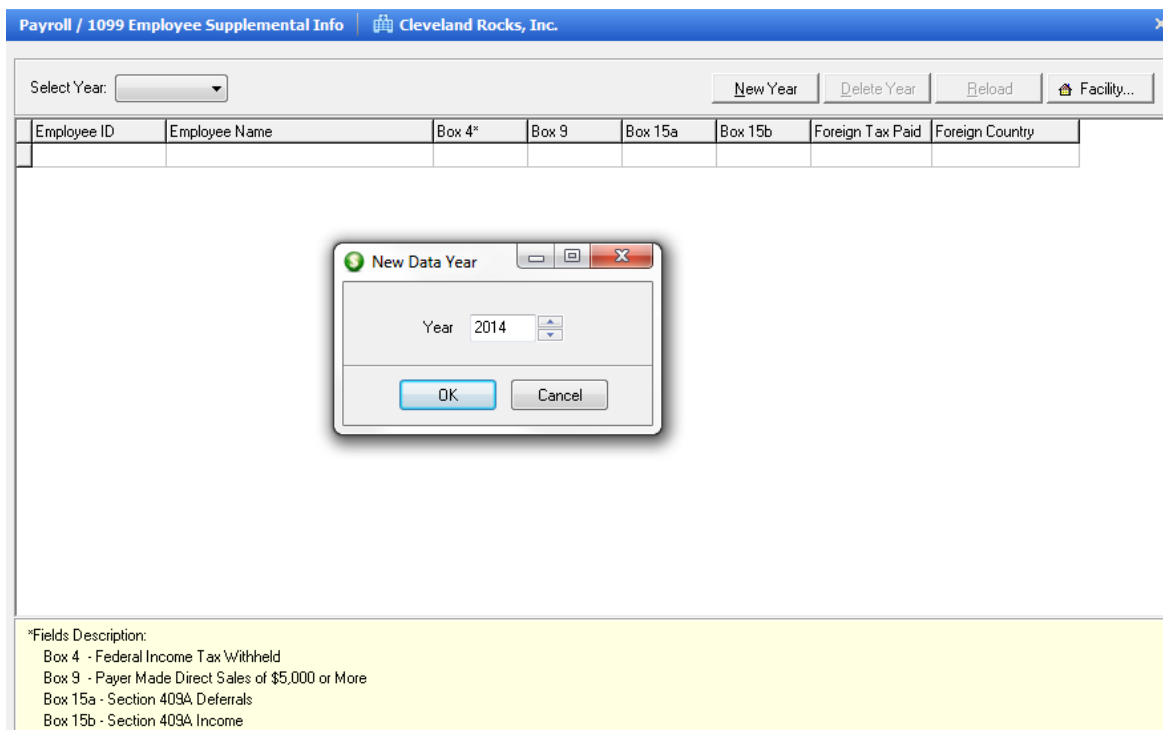 Payroll / 1099 Employee Supplemental Info Cleveland Rocks, Inc.
Select Year: New Year Delete Year Reload Facility...
Employee ID Employee Name Box 4* Box 9 Box 15a Box 15b Foreign Tax Paid Foreign Country
New Data Year
Year 2014
OK Cancel
*Fields Description:
Box 4 - Federal Income Tax Withheld
Box 9 - Payer Made Direct Sales of $5,000 or More
Box 15a - Section 409A Deferrals
Box 15b - Section 409A Income